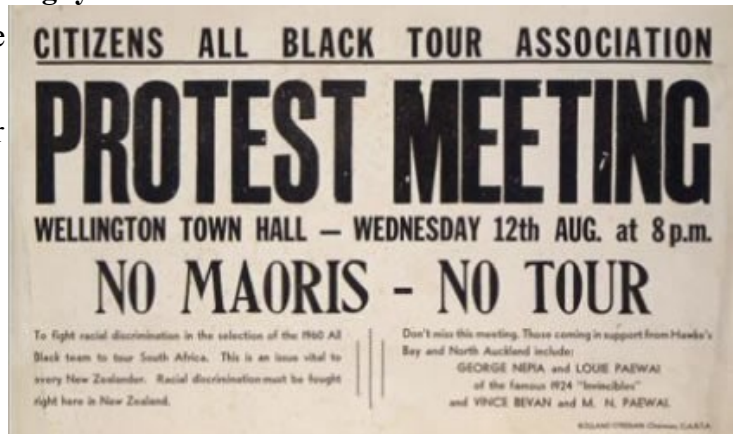 CITIZENS ALL BLACK TOUR ASSOCIATION
PROTEST MEETING
WELLINGTON TOWN HALL — WEDNESDAY 12th AUG. at 8 p.m.
NO MAORIS - NO TOUR
To fight racial discrimination in the selection of the 1960 All
Black team to tour South Africa. This is an issue vital to
every New Zealander. Racial discrimination must be fought
right here in New Zealand.
Don't miss this meeting. Those coming in support from Hawke's
Bay and North Auckland include:
GEORGE NEPIA and LOUIE PAEWAI
of the famous 1924 "Invincibles"
and VINCE BEVAN and M. N. PAEWAI.
Chairman, C.A.B.T.A.